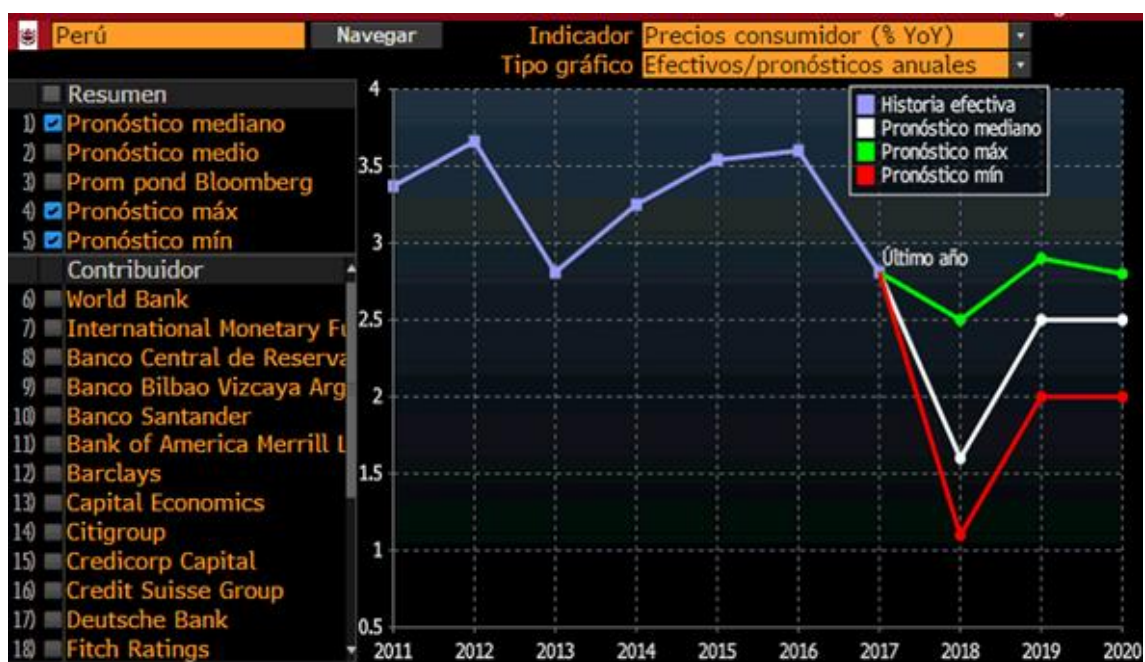 Perú Navegar Indicador Precios consumidor (% YoY)
Tipo gráfico Efectivos/pronósticos anuales
Resumen
1) Pronóstico mediano
2) Pronóstico medio
3) Prom pond Bloomberg
4) Pronóstico máx
5) Pronóstico mín
Contribuidor
6) World Bank
7) International Monetary Fu
8) Banco Central de Reserva
9) Banco Bilbao Vizcaya Arg
10) Banco Santander
11) Bank of America Merrill L
12) Barclays
13) Capital Economics
14) Citigroup
15) Credicorp Capital
16) Credit Suisse Group
17) Deutsche Bank
18) Fitch Ratings
4
3.5
3
2.5
2
1.5
1
0.5
Historia efectiva
Pronóstico mediano
Pronóstico máx
Pronóstico mín
Último año
2011 2012 2013 2014 2015 2016 2017 2018 2019 2020